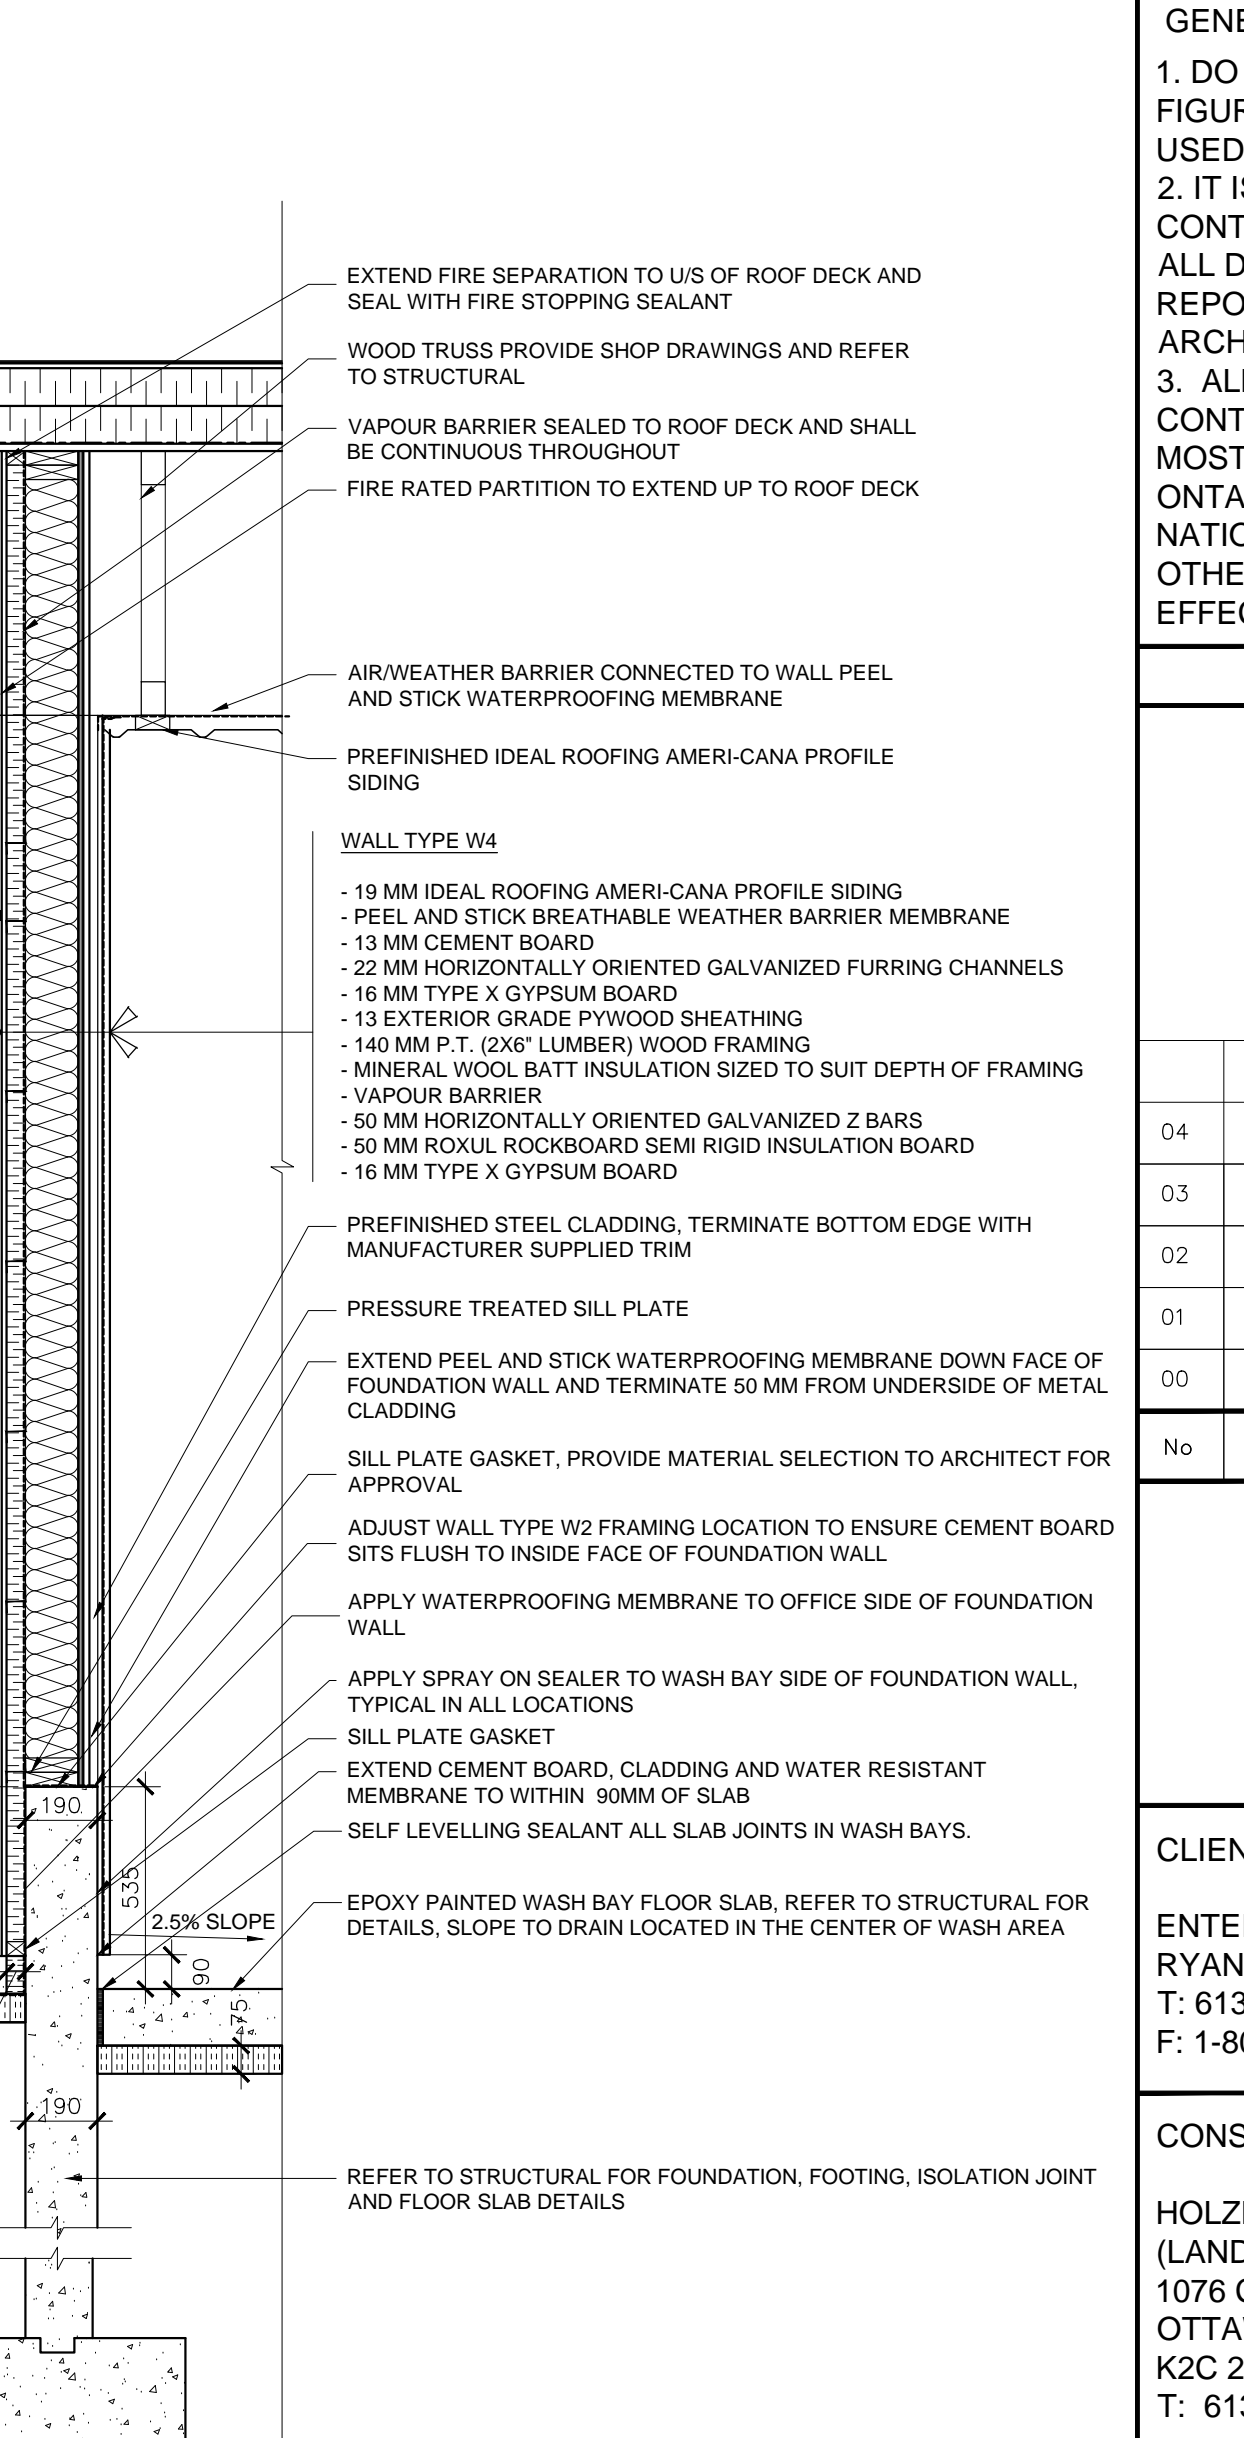 EXTEND FIRE SEPARATION TO U/S OF ROOF DECK AND
SEAL WITH FIRE STOPPING SEALANT
WOOD TRUSS PROVIDE SHOP DRAWINGS AND REFER
TO STRUCTURAL
VAPOUR BARRIER SEALED TO ROOF DECK AND SHALL
BE CONTINUOUS THROUGHOUT
FIRE RATED PARTITION TO EXTEND UP TO ROOF DECK
AIR/WEATHER BARRIER CONNECTED TO WALL PEEL
AND STICK WATERPROOFING MEMBRANE
PREFINISHED IDEAL ROOFING AMERI-CANA PROFILE
SIDING
WALL TYPE W4
- 19 MM IDEAL ROOFING AMERI-CANA PROFILE SIDING
- PEEL AND STICK BREATHABLE WEATHER BARRIER MEMBRANE
- 13 MM CEMENT BOARD
- 22 MM HORIZONTALLY ORIENTED GALVANIZED FURRING CHANNELS
- 16 MM TYPE X GYPSUM BOARD
- 13 EXTERIOR GRADE PYWOOD SHEATHING
- 140 MM P.T. (2X6" LUMBER) WOOD FRAMING
- MINERAL WOOL BATT INSULATION SIZED TO SUIT DEPTH OF FRAMING
- VAPOUR BARRIER
- 50 MM HORIZONTALLY ORIENTED GALVANIZED Z BARS
- 50 MM ROXUL ROCKBOARD SEMI RIGID INSULATION BOARD
- 16 MM TYPE X GYPSUM BOARD
PREFINISHED STEEL CLADDING, TERMINATE BOTTOM EDGE WITH
MANUFACTURER SUPPLIED TRIM
PRESSURE TREATED SILL PLATE
EXTEND PEEL AND STICK WATERPROOFING MEMBRANE DOWN FACE OF
FOUNDATION WALL AND TERMINATE 50 MM FROM UNDERSIDE OF METAL
CLADDING
SILL PLATE GASKET, PROVIDE MATERIAL SELECTION TO ARCHITECT FOR
APPROVAL
ADJUST WALL TYPE W2 FRAMING LOCATION TO ENSURE CEMENT BOARD
SITS FLUSH TO INSIDE FACE OF FOUNDATION WALL
APPLY WATERPROOFING MEMBRANE TO OFFICE SIDE OF FOUNDATION
WALL
APPLY SPRAY ON SEALER TO WASH BAY SIDE OF FOUNDATION WALL,
TYPICAL IN ALL LOCATIONS
SILL PLATE GASKET
EXTEND CEMENT BOARD, CLADDING AND WATER RESISTANT
MEMBRANE TO WITHIN 90MM OF SLAB
SELF LEVELLING SEALANT ALL SLAB JOINTS IN WASH BAYS.
EPOXY PAINTED WASH BAY FLOOR SLAB, REFER TO STRUCTURAL FOR
DETAILS, SLOPE TO DRAIN LOCATED IN THE CENTER OF WASH AREA
REFER TO STRUCTURAL FOR FOUNDATION, FOOTING, ISOLATION JOINT
AND FLOOR SLAB DETAILS
190
535
2.5% SLOPE
90
75
190
GENE
1. DO
FIGUR
USED
2. IT IS
CONT
ALL D
REPO
ARCH
3. ALL
CONT
MOST
ONTA
NATIO
OTHE
EFFEC
04
03
02
01
00
No
CLIEN
ENTER
RYAN
T: 613
F: 1-80
CONS
HOLZ
(LAND
1076
OTTAW
K2C 2
T: 613